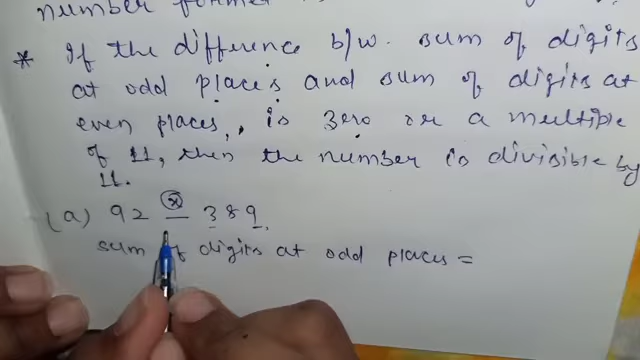 number formed
* If the difference b/w. sum of digits
at odd places and sum of digits at
even places, is zero or a multiple
of 11, then the number is divisible by
11.
(a) 92 * _ 389
sum of digits at odd places =